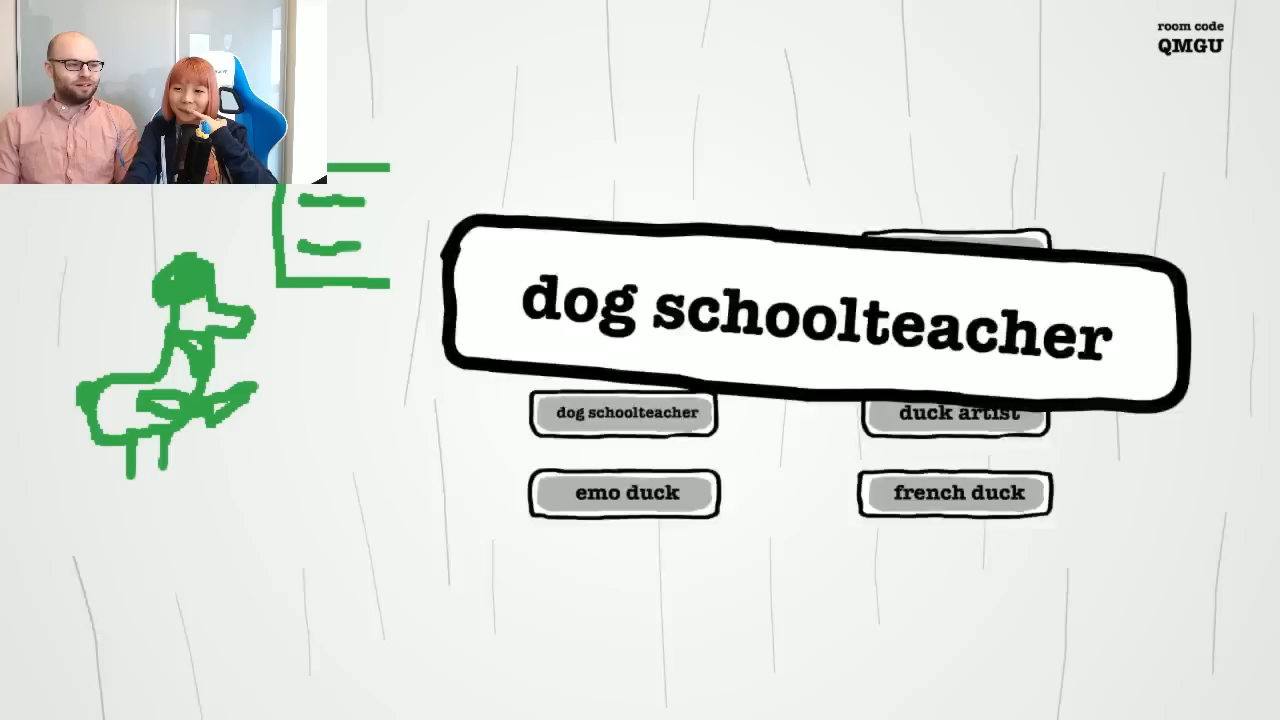 room code
QMGU
dog schoolteacher
dog schoolteacher
duck artist
emo duck
french duck